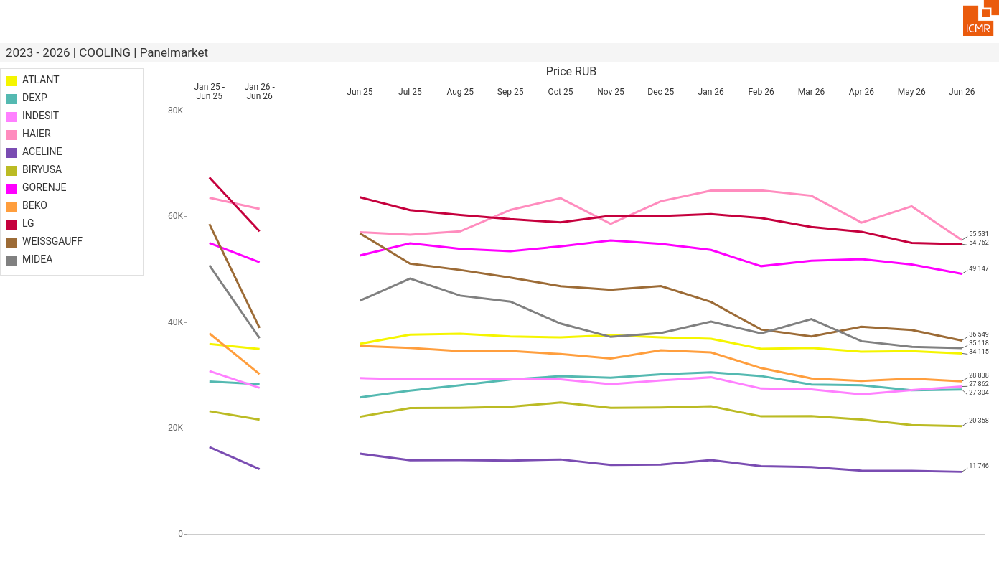 ICMR
2023 - 2026 | COOLING | Panelmarket
ATLANT
DEXP
INDESIT
HAIER
ACELINE
BIRYUSA
GORENJE
BEKO
LG
WEISSGAUFF
MIDEA
Price RUB
Jan 25 -
Jun 25
Jan 26 -
Jun 26
Jun 25
Jul 25
Aug 25
Sep 25
Oct 25
Nov 25
Dec 25
Jan 26
Feb 26
Mar 26
Apr 26
May 26
Jun 26
80K
60K
40K
20K
0
55 531
54 762
49 147
36 549
35 118
34 115
28 838
27 862
27 304
20 358
11 746